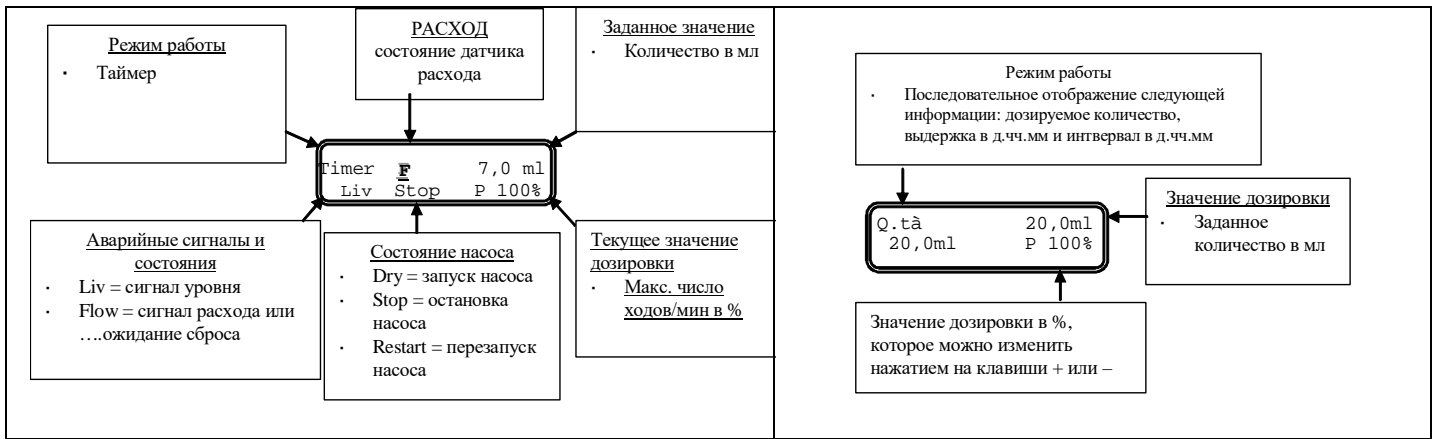 Режим работы
· Таймер
РАСХОД
состояние датчика
расхода
Заданное значение
· Количество в мл
Timer F 7,0 ml
Liv Stop P 100%
Аварийные сигналы и
состояния
· Liv = сигнал уровня
· Flow = сигнал расхода или
….ожидание сброса
Состояние насоса
· Dry = запуск насоса
· Stop = остановка
насоса
· Restart = перезапуск
насоса
Текущее значение
дозировки
· Макс. число
ходов/мин в %
Режим работы
· Последовательное отображение следующей
информации: дозируемое количество,
выдержка в д.чч.мм и интвервал в д.чч.мм
Q.tà 20,0ml
20,0ml P 100%
Значение дозировки
· Заданное
количество в мл
Значение дозировки в %,
которое можно изменить
нажатием на клавиши + или –